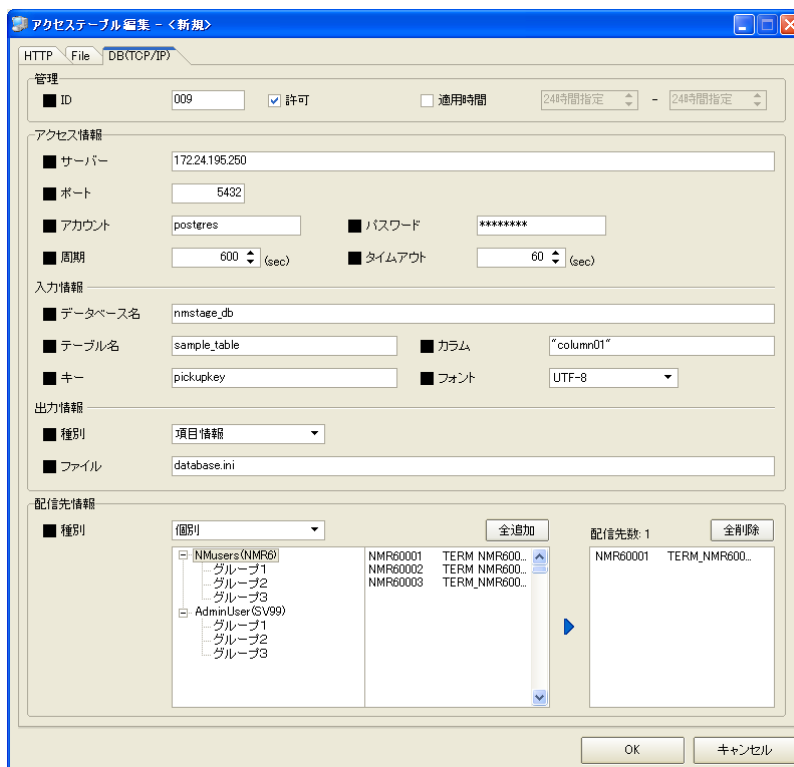 アクセステーブル編集 - <新規>
HTTP File DB(TCP/IP)
管理
ID 009 許可 適用時間 24時間指定 - 24時間指定
アクセス情報
サーバー 172.24.195.250
ポート 5432
アカウント postgres パスワード ********
周期 600 (sec) タイムアウト 60 (sec)
入力情報
データベース名 nmstage_db
テーブル名 sample_table カラム "column01"
キー pickupkey フォント UTF-8
出力情報
種別 項目情報
ファイル database.ini
配信先情報
種別 個別 全追加 配信先数: 1 全削除
NMusers(NMR6) NMR60001 TERM NMR600... NMR60001 TERM_NMR600...
グループ1 NMR60002 TERM NMR600...
グループ2 NMR60003 TERM_NMR600...
グループ3
AdminUser(SV99)
グループ1
グループ2
グループ3
OK キャンセル